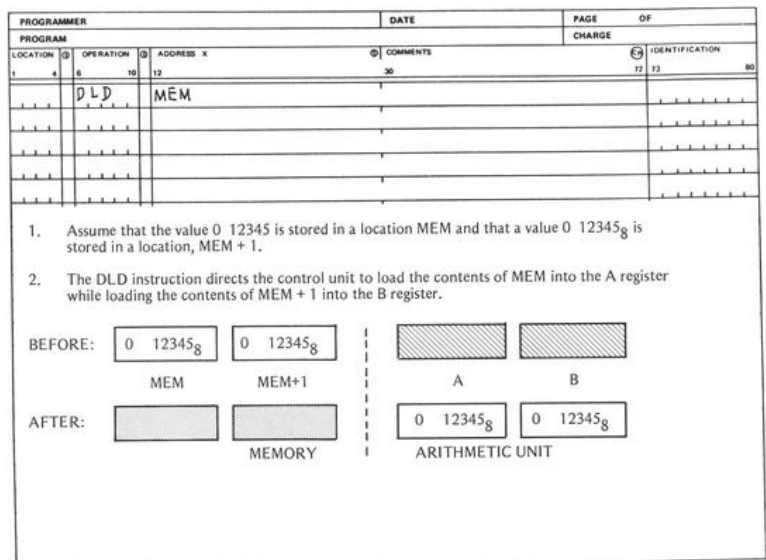 PROGRAMMER DATE PAGE OF
PROGRAM CHARGE
LOCATION OPERATION ADDRESS X COMMENTS IDENTIFICATION
1 4 6 10 12 30 72 73 80
DLD MEM
1. Assume that the value 0 12345 is stored in a location MEM and that a value 0 12345₈ is
stored in a location, MEM + 1.
2. The DLD instruction directs the control unit to load the contents of MEM into the A register
while loading the contents of MEM + 1 into the B register.
BEFORE: 0 12345₈ 0 12345₈
MEM MEM+1 A B
AFTER: 0 12345₈ 0 12345₈
MEMORY ARITHMETIC UNIT